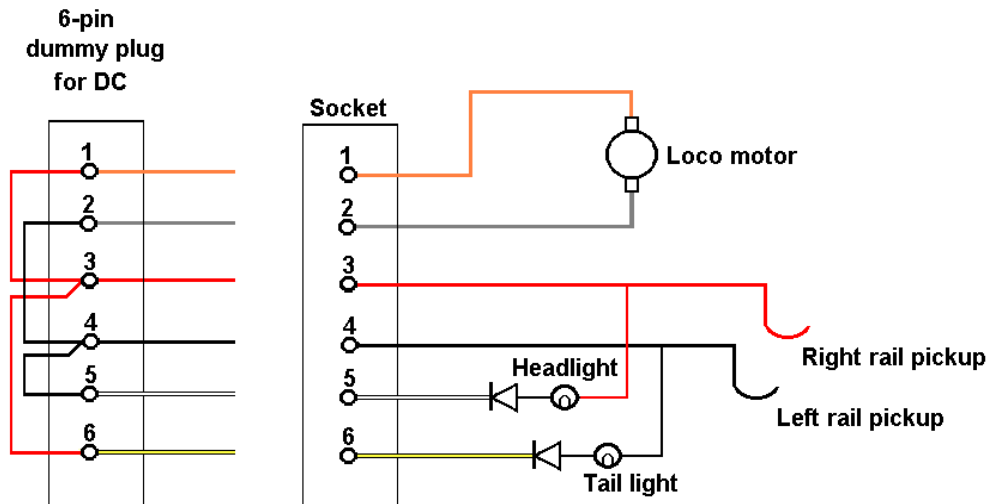 6-pin
dummy plug
for DC
1
2
3
4
5
6
Socket
1
2
3
4
5
6
Loco motor
Right rail pickup
Headlight
Left rail pickup
Tail light